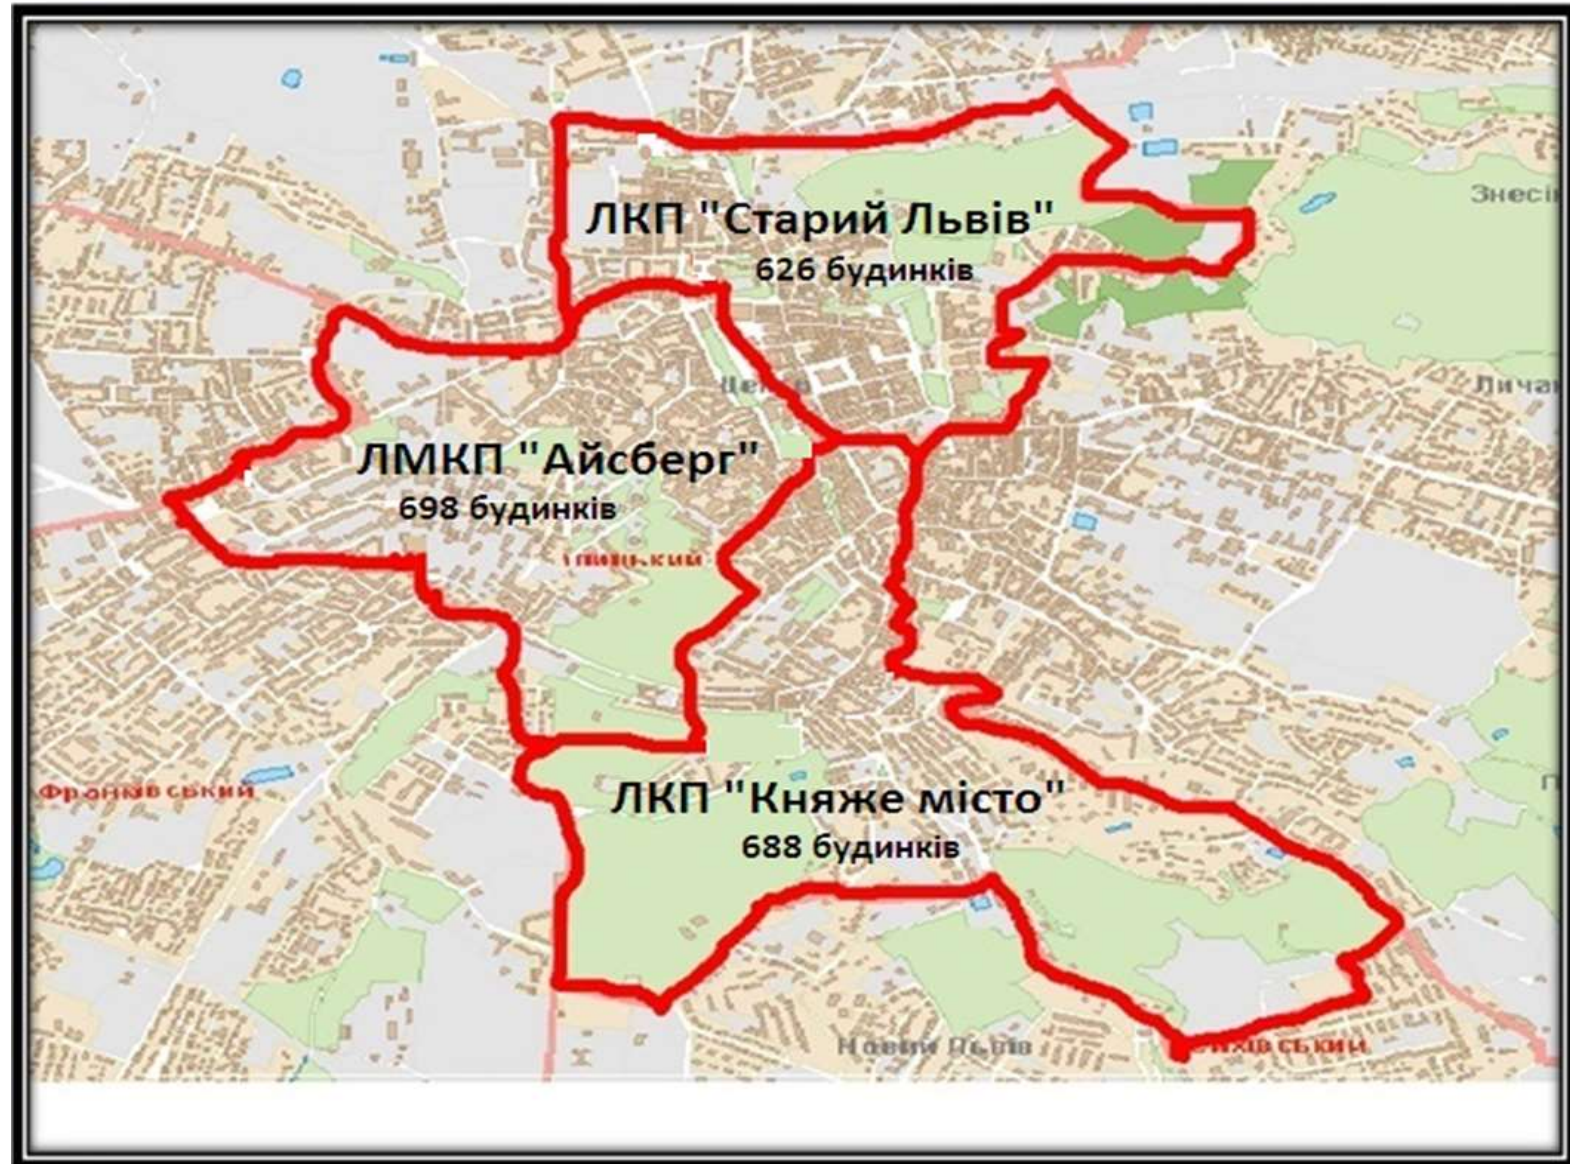 ЛКП "Старий Львів"
626 будинків
ЛМКП "Айсберг"
698 будинків
Франківський
ЛКП "Княже місто"
688 будинків
Новий Львів